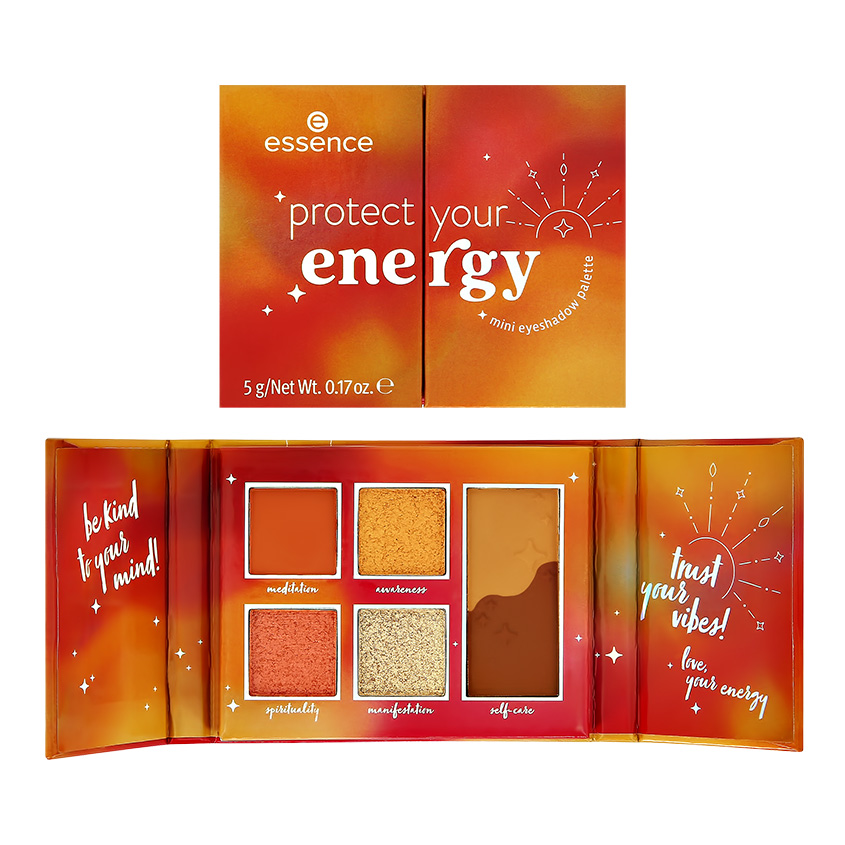 e
essence
protect your
energy
mini eyeshadow palette
5 g/Net Wt. 0.17 oz. ℮
be kind
to your
mind!
meditation
awareness
spirituality
manifestation
self-care
trust
your
vibes!
love,
your energy